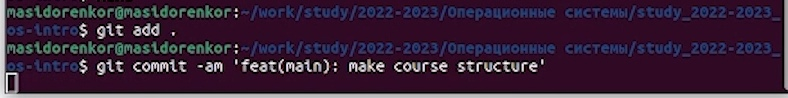 masidorenkor@masidorenkor:~/work/study/2022-2023/Операционные системы/study_2022-2023_
os-intro$ git add .
masidorenkor@masidorenkor:~/work/study/2022-2023/Операционные системы/study_2022-2023_
os-intro$ git commit -am 'feat(main): make course structure'